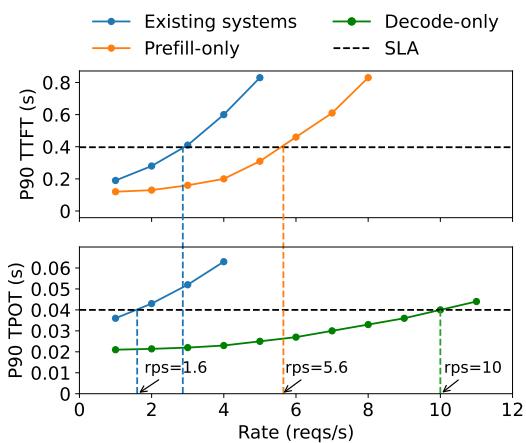 Existing systems
Decode-only
Prefill-only
SLA
P90 TTFT (s)
0.8
0.6
0.4
0.2
0
P90 TPOT (s)
0.06
0.05
0.04
0.03
0.02
0.01
0
rps=1.6
rps=5.6
rps=10
0 2 4 6 8 10 12
Rate (reqs/s)